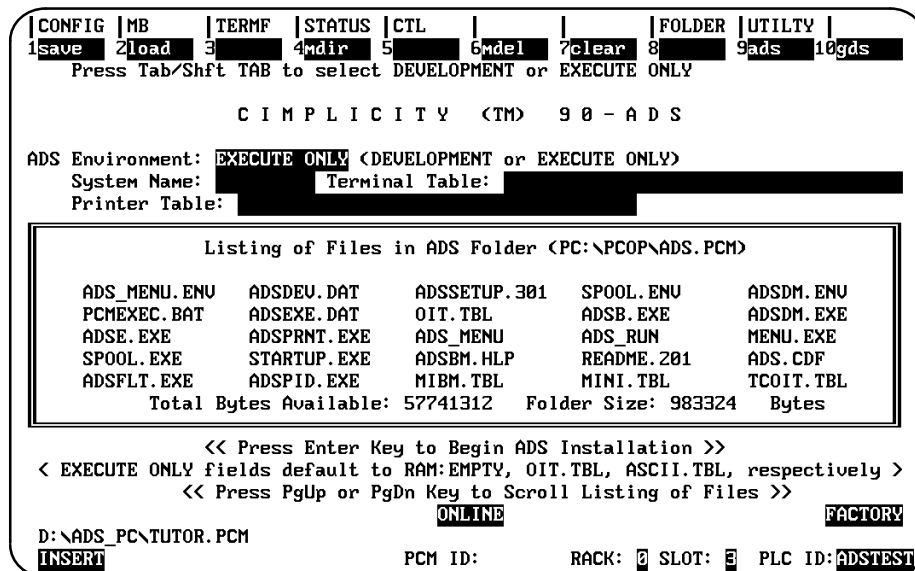 |CONFIG |MB |TERMF |STATUS |CTL | | |FOLDER |UTILTY |
1save 2load 3 4mdir 5 6mdel 7clear 8 9ads 10gds
Press Tab/Shft TAB to select DEVELOPMENT or EXECUTE ONLY
C I M P L I C I T Y (TM) 9 0 - A D S
ADS Environment: EXECUTE ONLY (DEVELOPMENT or EXECUTE ONLY)
System Name: Terminal Table:
Printer Table:
Listing of Files in ADS Folder (PC:\PCOP\ADS.PCM)
ADS_MENU.ENV ADSDEV.DAT ADSSETUP.301 SPOOL.ENV ADSDM.ENV
PCMEXEC.BAT ADSEXE.DAT OIT.TBL ADSB.EXE ADSDM.EXE
ADSE.EXE ADSPRNT.EXE ADS_MENU ADS_RUN MENU.EXE
SPOOL.EXE STARTUP.EXE ADSBM.HLP README.201 ADS.CDF
ADSFLT.EXE ADSPID.EXE MIBM.TBL MINI.TBL TCOIT.TBL
Total Bytes Available: 57741312 Folder Size: 983324 Bytes
<< Press Enter Key to Begin ADS Installation >>
< EXECUTE ONLY fields default to RAM:EMPTY, OIT.TBL, ASCII.TBL, respectively >
<< Press PgUp or PgDn Key to Scroll Listing of Files >>
ONLINE FACTORY
D:\ADS_PC\TUTOR.PCM
INSERT PCM ID: RACK: 0 SLOT: 3 PLC ID: ADSTEST